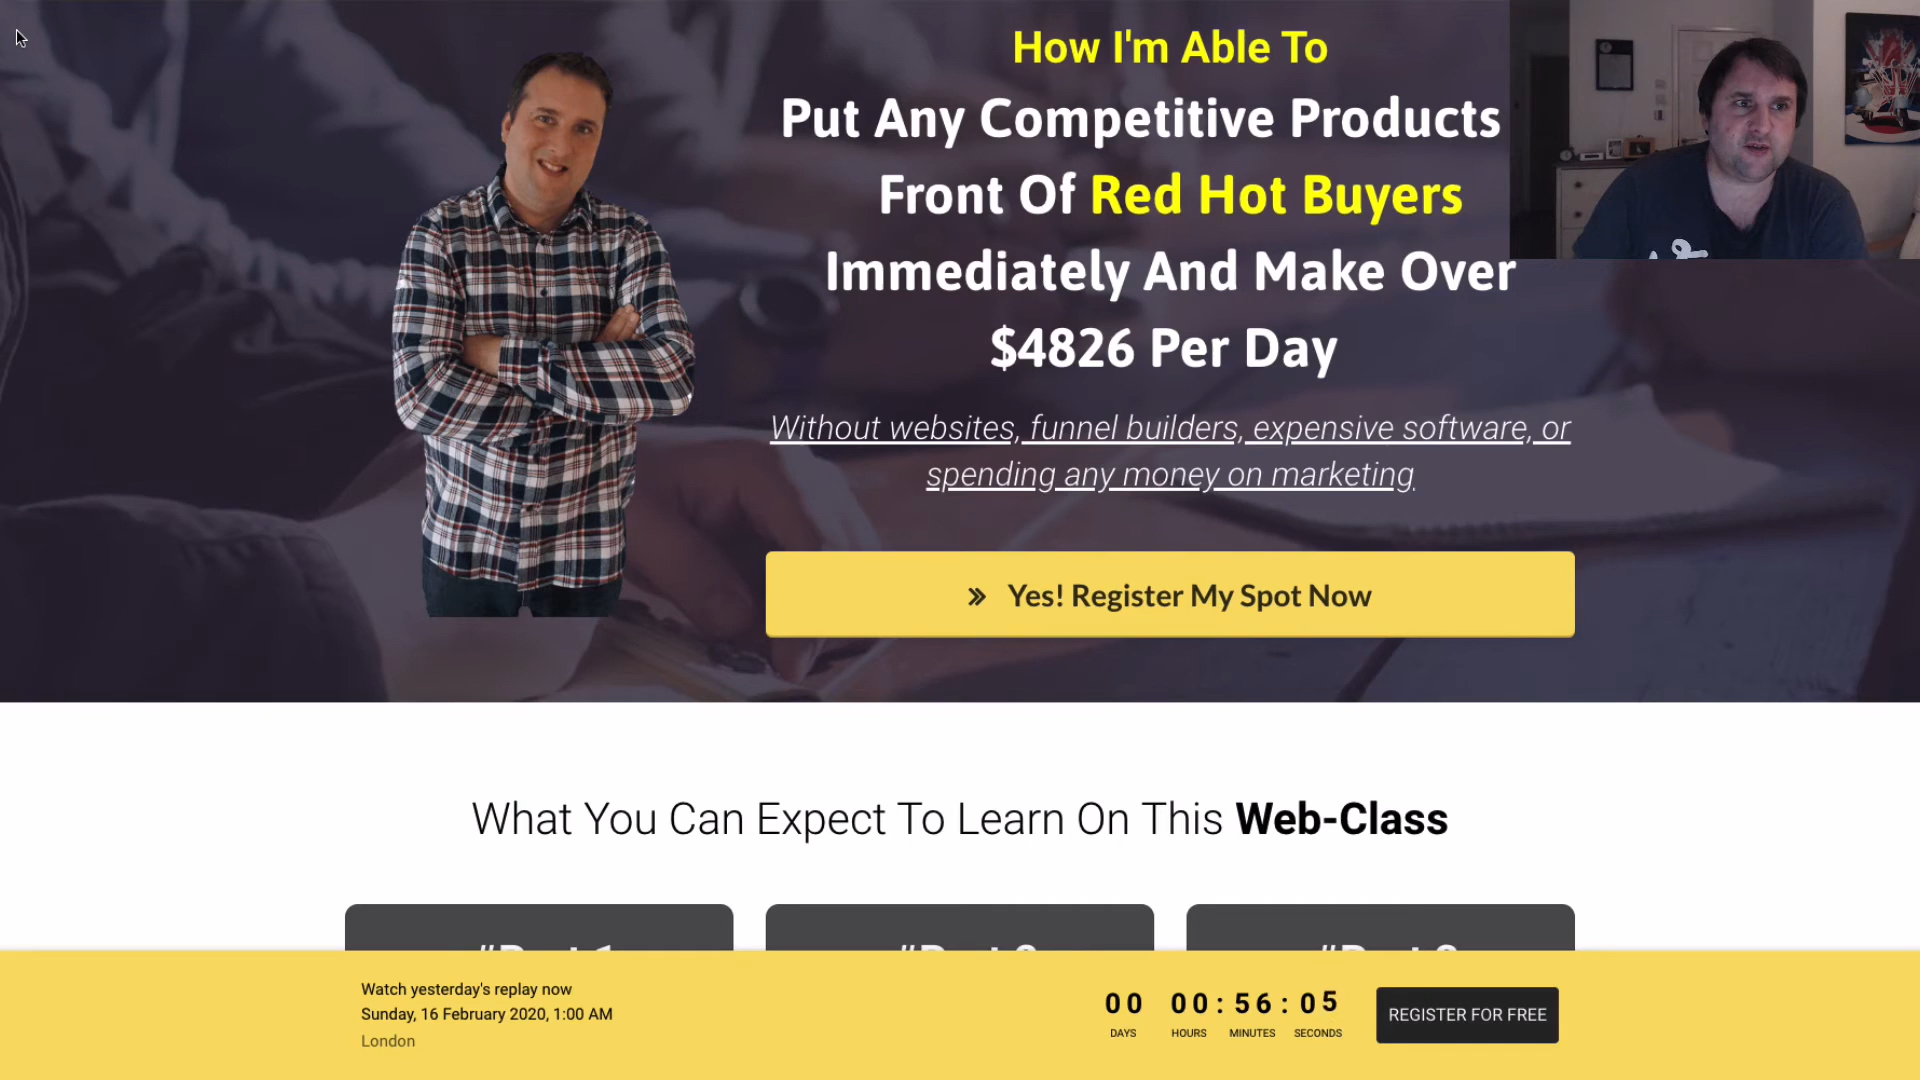 How I'm Able To
Put Any Competitive Products
Front Of Red Hot Buyers
Immediately And Make Over
$4826 Per Day
Without websites, funnel builders, expensive software, or
spending any money on marketing.
» Yes! Register My Spot Now
What You Can Expect To Learn On This Web-Class
Watch yesterday's replay now
Sunday, 16 February 2020, 1:00 AM
London
00 00 : 56 : 05
DAYS HOURS MINUTES SECONDS
REGISTER FOR FREE